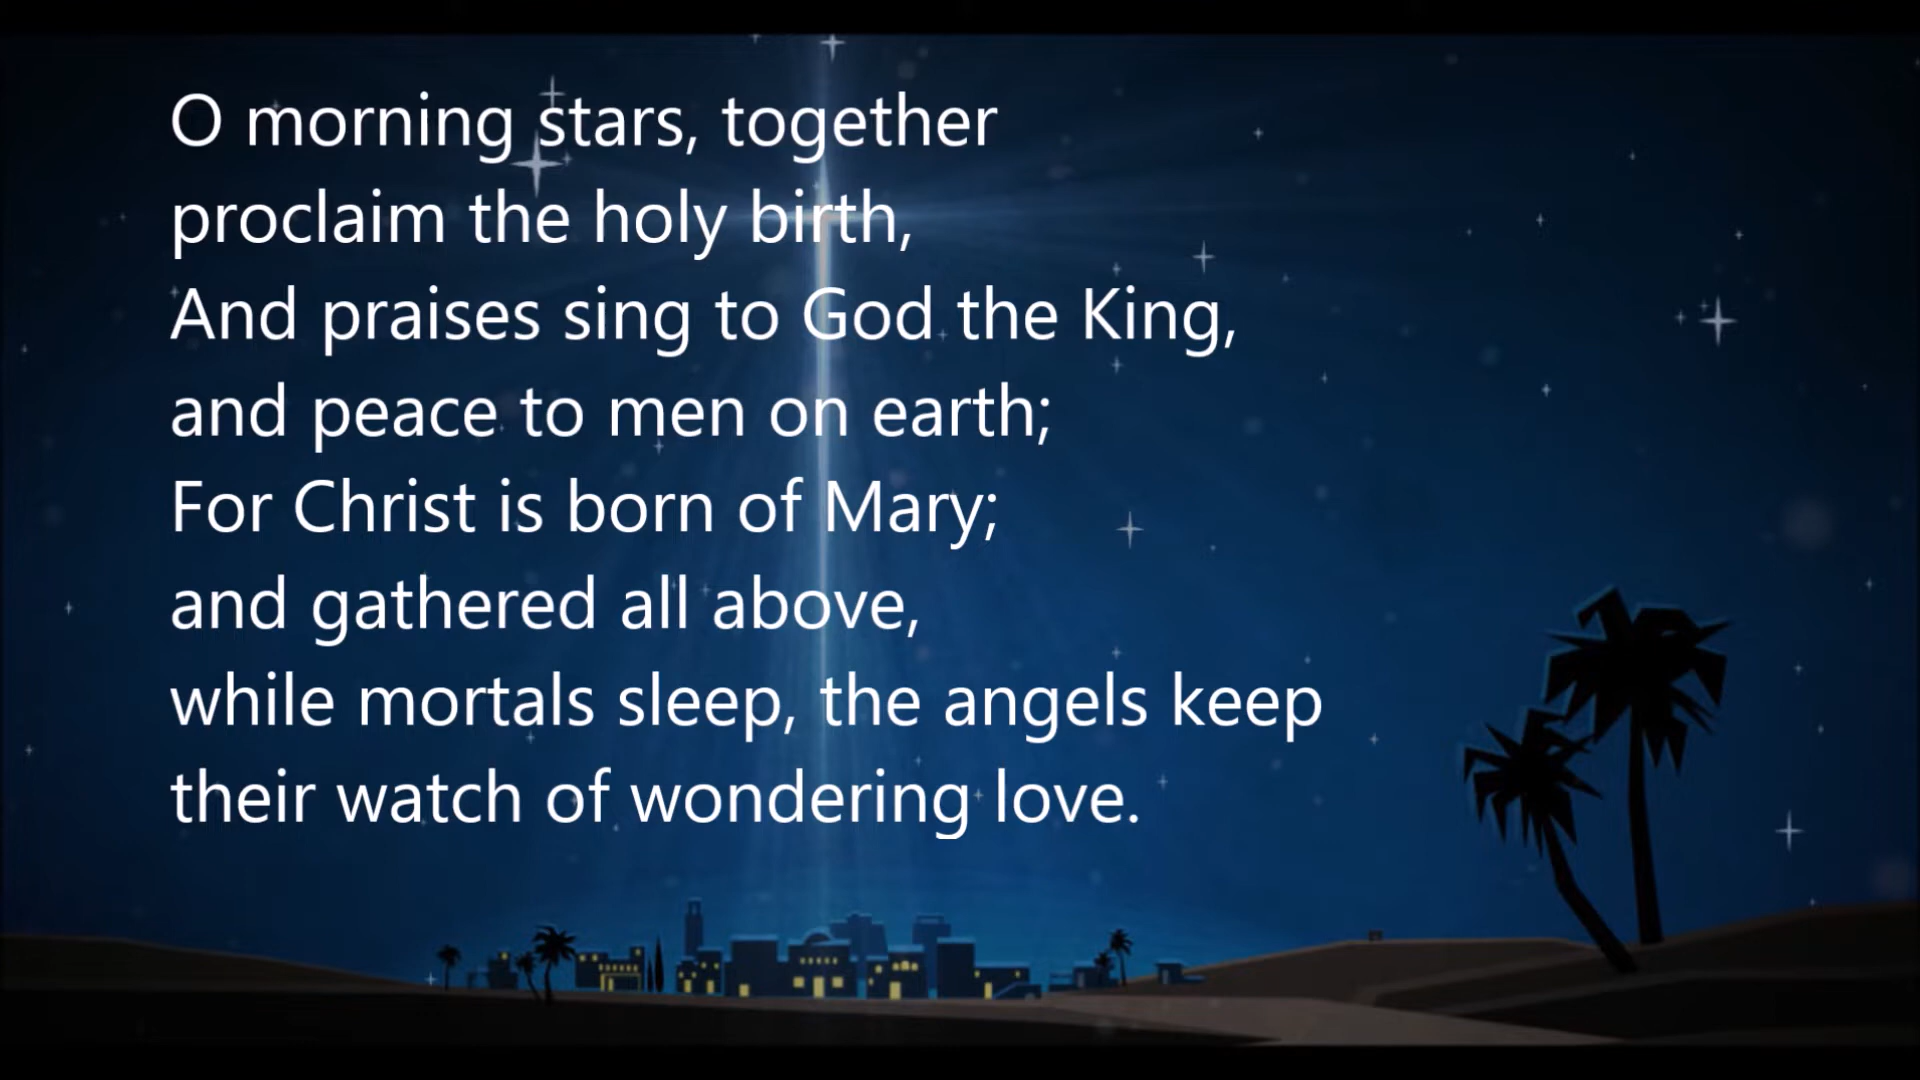 O morning stars, together
proclaim the holy birth,
And praises sing to God the King,
and peace to men on earth;
For Christ is born of Mary;
and gathered all above,
while mortals sleep, the angels keep
their watch of wondering love.